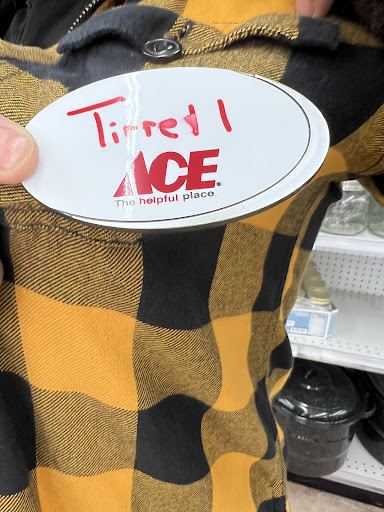 Tirred 1
ACE
The helpful place.